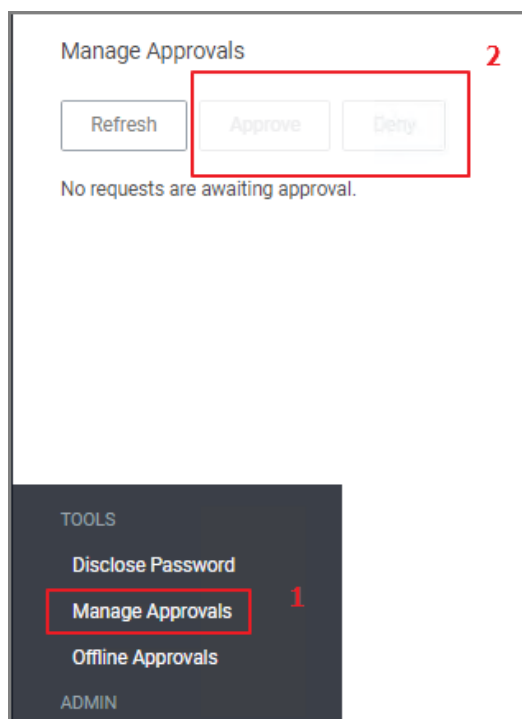 Manage Approvals
2
Refresh Approve Deny
No requests are awaiting approval.
TOOLS
Disclose Password
Manage Approvals 1
Offline Approvals
ADMIN